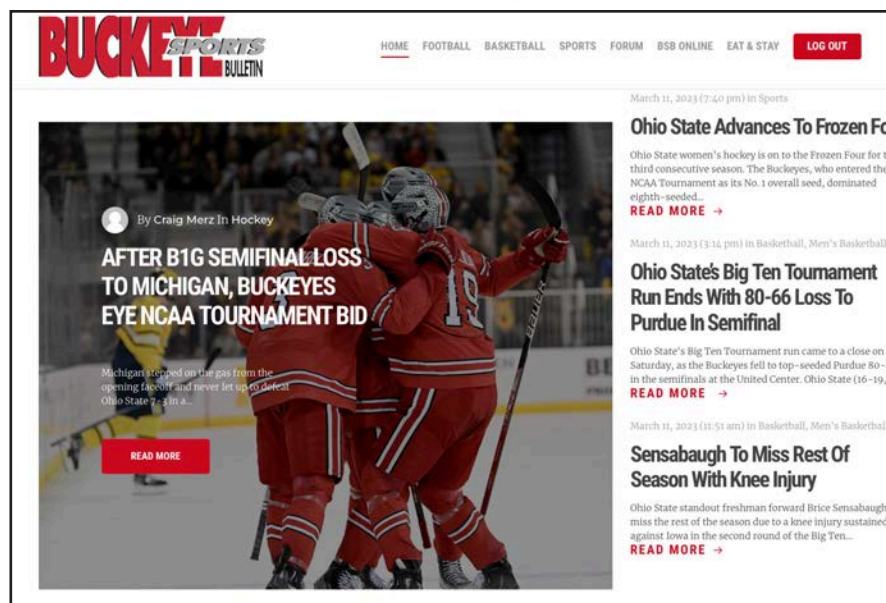 BUCKEYE
SPORTS
BULLETIN
HOME FOOTBALL BASKETBALL SPORTS FORUM BSB ONLINE EAT & STAY LOG OUT
By Craig Merz In Hockey
AFTER B1G SEMIFINAL LOSS
TO MICHIGAN, BUCKEYES
EYE NCAA TOURNAMENT BID
Michigan stepped on the gas from the
opening faceoff and never let up to defeat
Ohio State 7-3 in a...
READ MORE
19
BAUER
March 11, 2023 (7:40 pm) in Sports
Ohio State Advances To Frozen Fo
Ohio State women's hockey is on to the Frozen Four for t
third consecutive season. The Buckeyes, who entered the
NCAA Tournament as its No. 1 overall seed, dominated
eighth-seeded...
READ MORE →
March 11, 2023 (3:14 pm) in Basketball, Men's Basketball
Ohio State's Big Ten Tournament
Run Ends With 80-66 Loss To
Purdue In Semifinal
Ohio State's Big Ten Tournament run came to a close on
Saturday, as the Buckeyes fell to top-seeded Purdue 80-
in the semifinals at the United Center. Ohio State (16-19,
READ MORE →
March 11, 2023 (11:51 am) in Basketball, Men's Basketbal
Sensabaugh To Miss Rest Of
Season With Knee Injury
Ohio State standout freshman forward Brice Sensabaugh
miss the rest of the season due to a knee injury sustained
against Iowa in the second round of the Big Ten...
READ MORE →